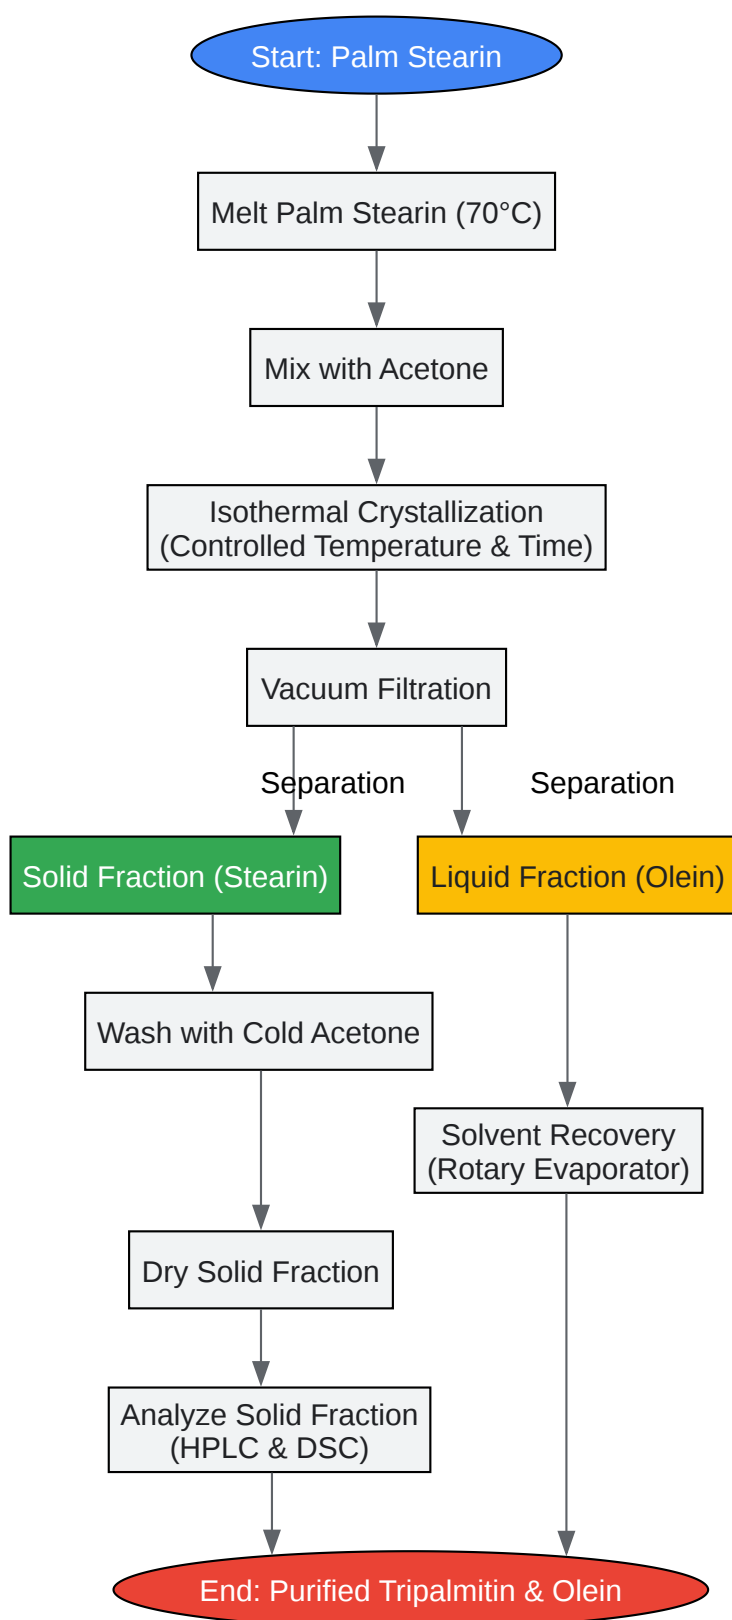 Start: Palm Stearin
Melt Palm Stearin (70°C)
Mix with Acetone
Isothermal Crystallization
(Controlled Temperature & Time)
Vacuum Filtration
Separation
Separation
Solid Fraction (Stearin)
Liquid Fraction (Olein)
Wash with Cold Acetone
Solvent Recovery
(Rotary Evaporator)
Dry Solid Fraction
Analyze Solid Fraction
(HPLC & DSC)
End: Purified Tripalmitin & Olein